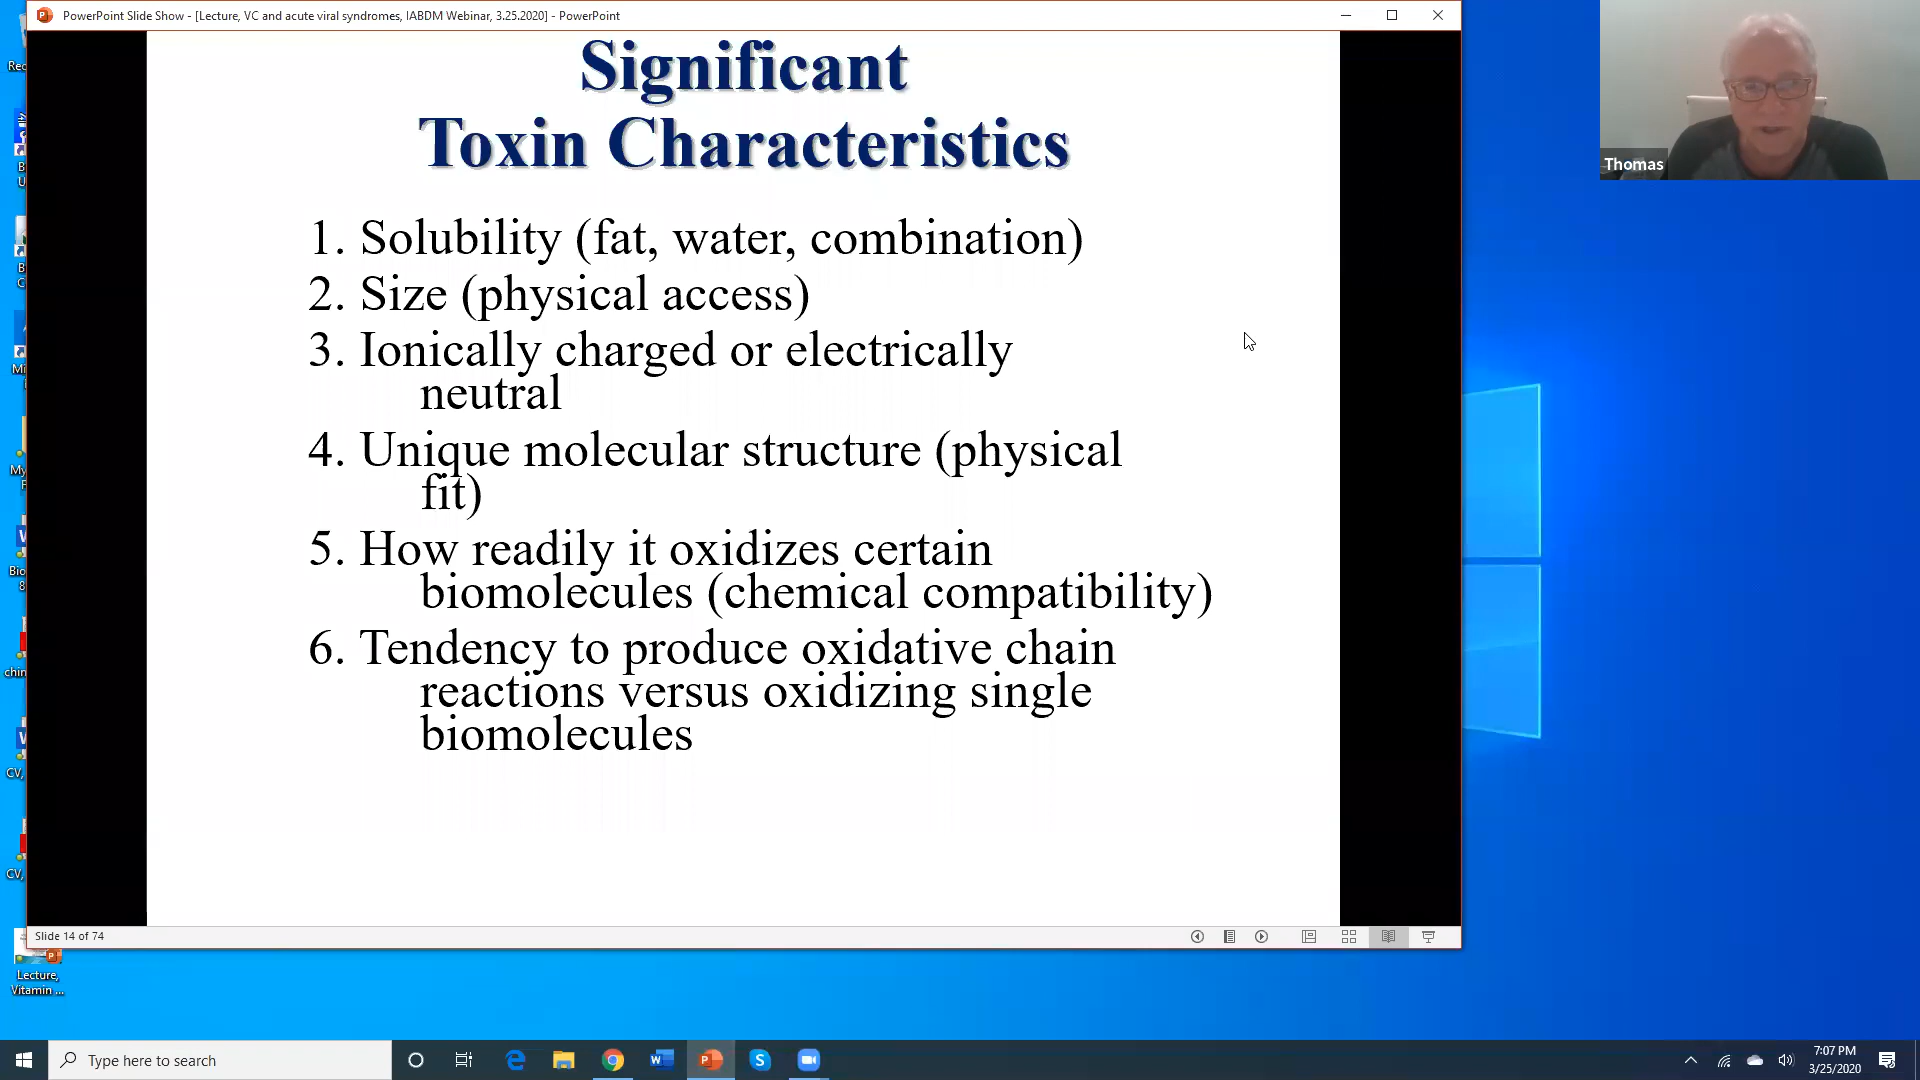 PowerPoint Slide Show - [Lecture, VC and acute viral syndromes, IABDM Webinar, 3.25.2020] - PowerPoint
Significant
Toxin Characteristics
1. Solubility (fat, water, combination)
2. Size (physical access)
3. Ionically charged or electrically
neutral
4. Unique molecular structure (physical
fit)
5. How readily it oxidizes certain
biomolecules (chemical compatibility)
6. Tendency to produce oxidative chain
reactions versus oxidizing single
biomolecules
Slide 14 of 74
Thomas
Lecture,
Vitamin ...
Type here to search
7:07 PM
3/25/2020